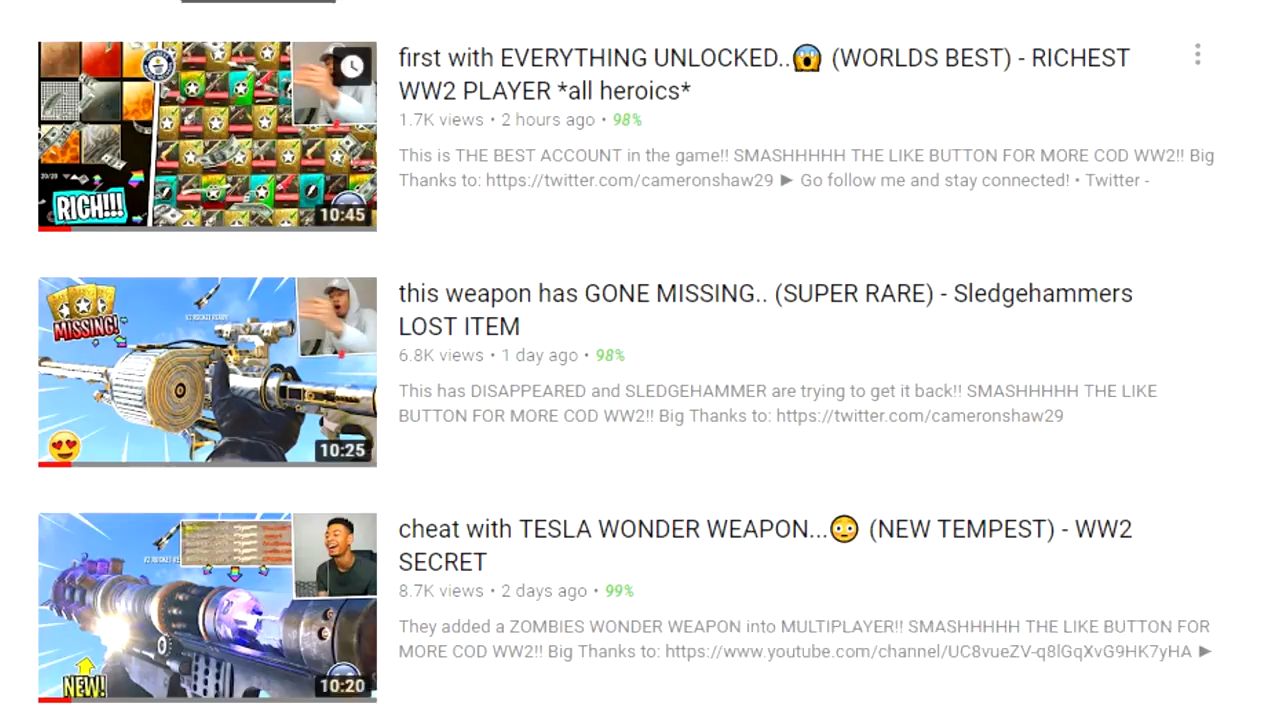 first with EVERYTHING UNLOCKED..😱 (WORLDS BEST) - RICHEST
WW2 PLAYER *all heroics*
1.7K views • 2 hours ago • 98%
This is THE BEST ACCOUNT in the game!! SMASHHHHH THE LIKE BUTTON FOR MORE COD WW2!! Big
Thanks to: https://twitter.com/cameronshaw29 ► Go follow me and stay connected! • Twitter -
20/20
RICH!!!
10:45
this weapon has GONE MISSING.. (SUPER RARE) - Sledgehammers
LOST ITEM
6.8K views • 1 day ago • 98%
This has DISAPPEARED and SLEDGEHAMMER are trying to get it back!! SMASHHHHH THE LIKE
BUTTON FOR MORE COD WW2!! Big Thanks to: https://twitter.com/cameronshaw29
MISSING!
V2 ROCKET READY
10:25
cheat with TESLA WONDER WEAPON...😳 (NEW TEMPEST) - WW2
SECRET
8.7K views • 2 days ago • 99%
They added a ZOMBIES WONDER WEAPON into MULTIPLAYER!! SMASHHHHH THE LIKE BUTTON FOR
MORE COD WW2!! Big Thanks to: https://www.youtube.com/channel/UC8vueZV-q8lGqXvG9HK7yHA ►
V2 ROCKET
NEW!
10:20